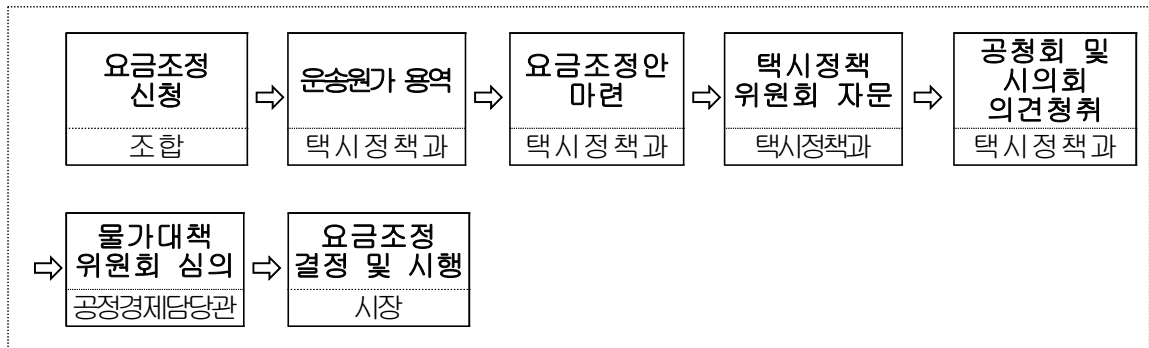 요금조정
신청
조합
⇨
운송원가 용역
택시정책과
⇨
요금조정안
마련
택시정책과
⇨
택시정책
위원회 자문
택시정책과
⇨
공청회 및
시의회
의견청취
택시정책과
⇨
물가대책
위원회 심의
공정경제담당관
⇨
요금조정
결정 및 시행
시장